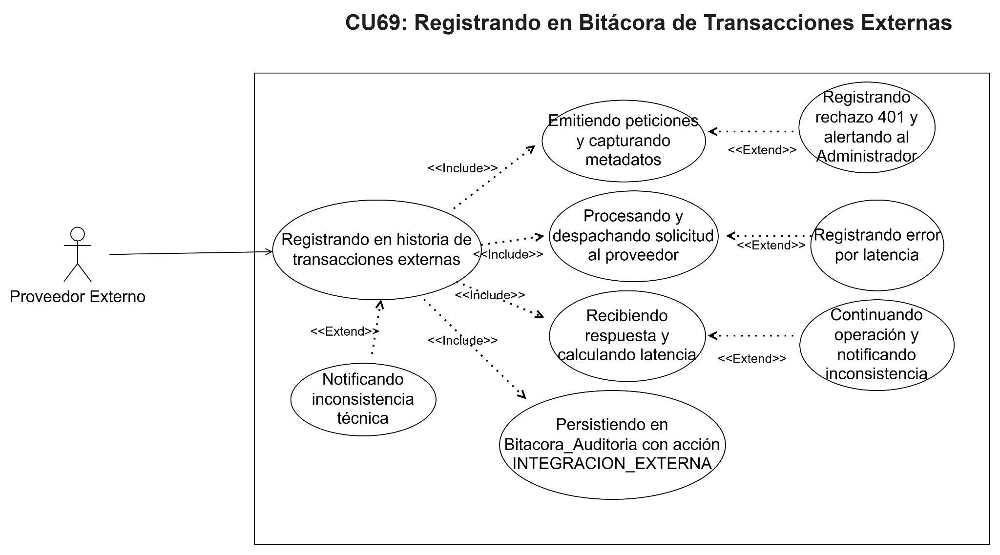 CU69: Registrando en Bitácora de Transacciones Externas
Registrando
rechazo 401 y
alertando al
Administrador
Emitiendo peticiones
y capturando
metadatos
<<Extend>>
<<Include>>
Procesando y
despachando solicitud
al proveedor
Registrando error
por latencia
<<Extend>>
Registrando en historia de
transacciones externas
<<Include>>
Proveedor Externo
<<Include>>
Recibiendo
respuesta y
calculando latencia
Continuando
operación y
notificando
inconsistencia
<<Extend>>
<<Extend>>
<<Include>>
Notificando
inconsistencia
técnica
Persistiendo en
Bitacora_Auditoria con acción
INTEGRACION_EXTERNA